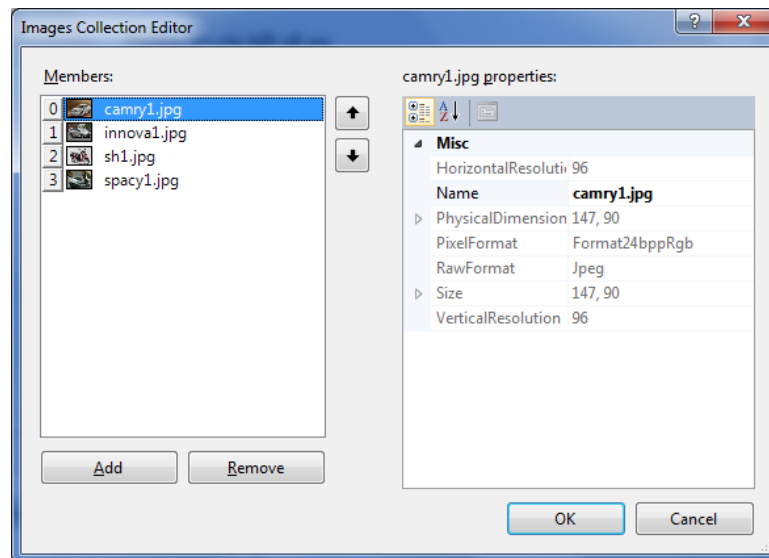 Images Collection Editor
?
X
Members:
0 camry1.jpg
1 innova1.jpg
2 sh1.jpg
3 spacy1.jpg
Add
Remove
camry1.jpg properties:
A
Z
Misc
HorizontalResoluti 96
Name camry1.jpg
PhysicalDimension 147, 90
PixelFormat Format24bppRgb
RawFormat Jpeg
Size 147, 90
VerticalResolution 96
OK
Cancel